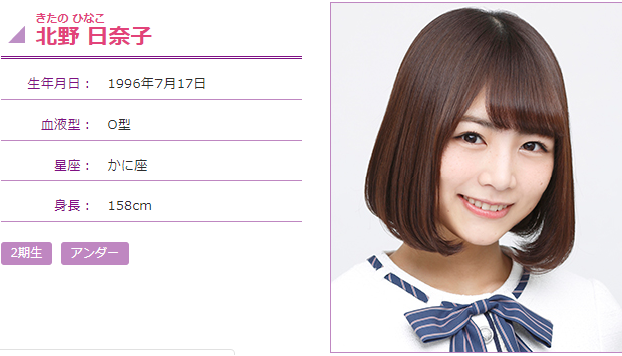 きたの ひなこ
北野 日奈子
生年月日： 1996年7月17日
血液型： O型
星座： かに座
身長： 158cm
2期生 アンダー